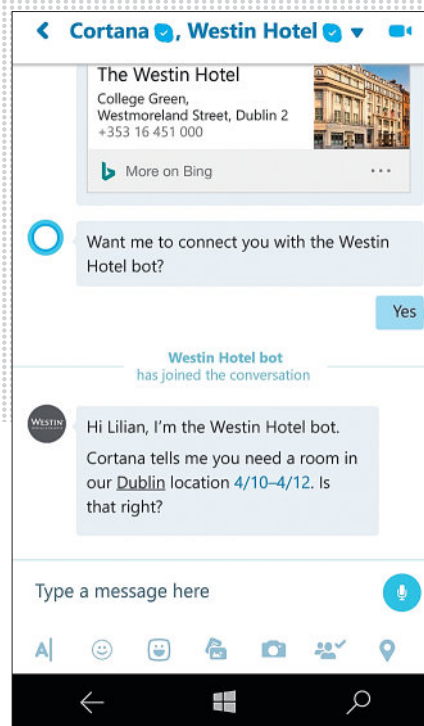 Cortana, Westin Hotel
The Westin Hotel
College Green,
Westmoreland Street, Dublin 2
+353 16 451 000
More on Bing
Want me to connect you with the Westin
Hotel bot?
Yes
Westin Hotel bot
has joined the conversation
WESTIN
Hi Lilian, I'm the Westin Hotel bot.
Cortana tells me you need a room in
our Dublin location 4/10–4/12. Is
that right?
Type a message here
A